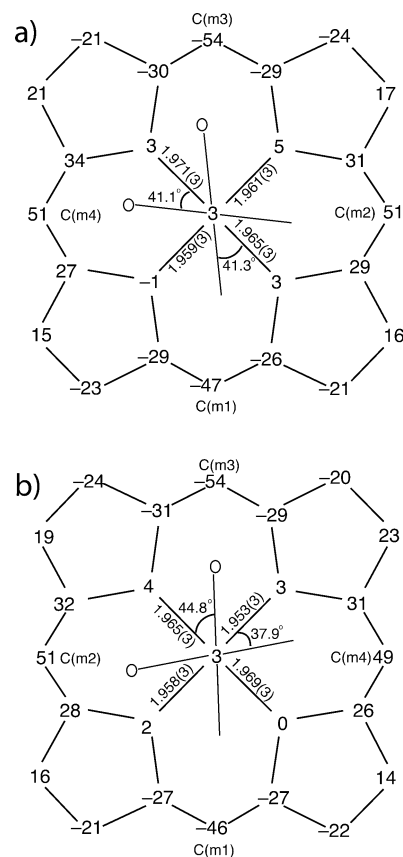 a)
C(m3)
–21 –54 –24
–30 –29
21 17
3 5
34 31
1.971(3) 1.961(3)
O
41.1°
51 C(m4) O 3 C(m2) 51
1.959(3) 1.965(3)
27 –1 41.3° 3 29
15 16
–29 –26
–23 –47 –21
C(m1)
b)
C(m3)
–24 –54 –20
–31 –29
19 23
O
4 3
32 31
44.8°
1.965(3) 1.953(3)
37.9°
51 C(m2) 3 C(m4) 49
O
1.958(3) 1.969(3)
28 2 0 26
16 14
–27 –27
–21 –46 –22
C(m1)